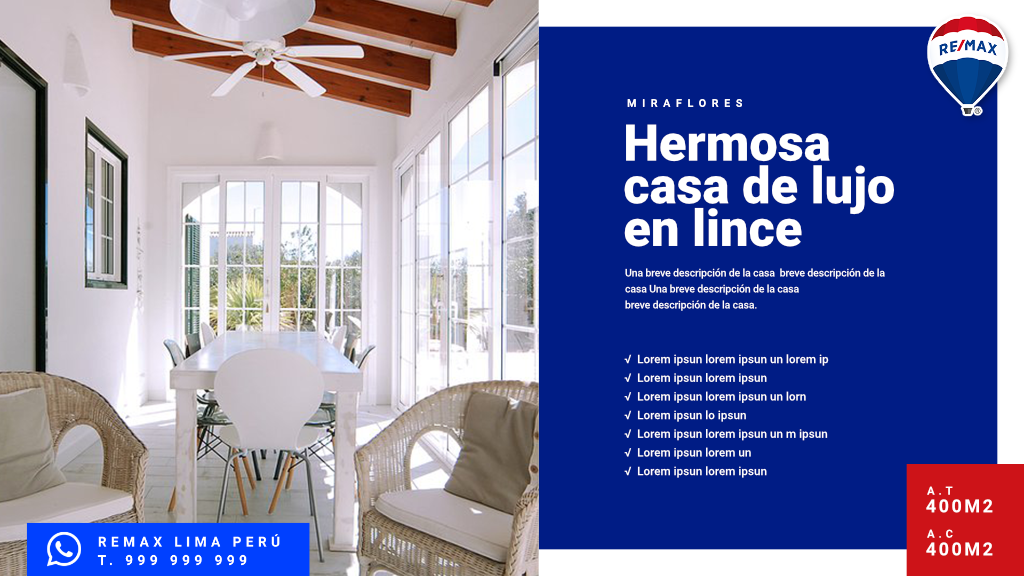 RE/MAX
MIRAFLORES
Hermosa
casa de lujo
en lince
Una breve descripción de la casa  breve descripción de la
casa Una breve descripción de la casa
breve descripción de la casa.
√ Lorem ipsun lorem ipsun un lorem ip
√ Lorem ipsun lorem ipsun
√ Lorem ipsun lorem ipsun un lorn
√ Lorem ipsun lo ipsun
√ Lorem ipsun lorem ipsun un m ipsun
√ Lorem ipsun lorem un
√ Lorem ipsun lorem ipsun
A.T
400M2
A.C
400M2
REMAX LIMA PERÚ
T. 999 999 999